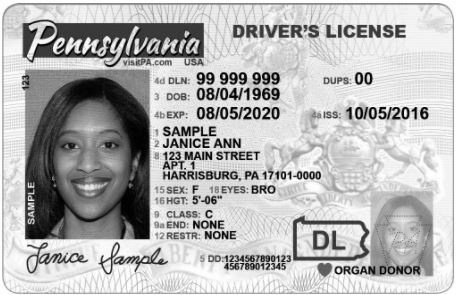 Pennsylvania
visitPA.com USA
DRIVER'S LICENSE
123
4d DLN: 99 999 999
DUPS: 00
3 DOB: 08/04/1969
4b EXP: 08/05/2020
4a ISS: 10/05/2016
1 SAMPLE
2 JANICE ANN
8 123 MAIN STREET
APT. 1
HARRISBURG, PA 17101-0000
15 SEX: F 18 EYES: BRO
16 HGT: 5'-06"
9 CLASS: C
9a END: NONE
12 RESTR: NONE
SAMPLE
Janice Sample
5 DD:1234567890123
456789012345
DL
ORGAN DONOR